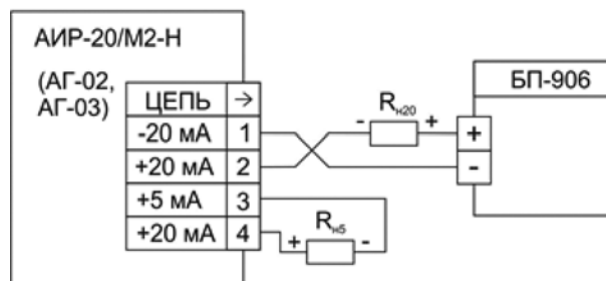 АИР-20/М2-Н
(АГ-02,
АГ-03)
ЦЕПЬ →
-20 мА 1
+20 мА 2
+5 мА 3
+20 мА 4
Rн20
- +
Rн5
+ -
БП-906
+
-